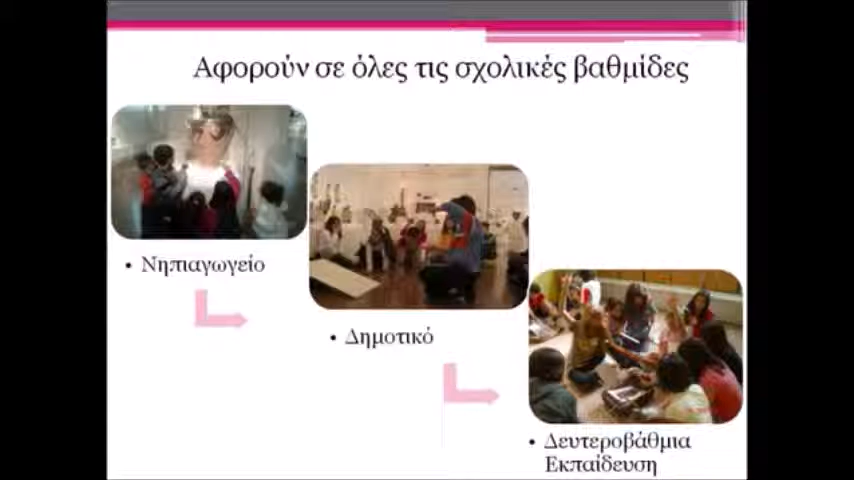 Αφορούν σε όλες τις σχολικές βαθμίδες
• Νηπιαγωγείο
• Δημοτικό
• Δευτεροβάθμια
Εκπαίδευση